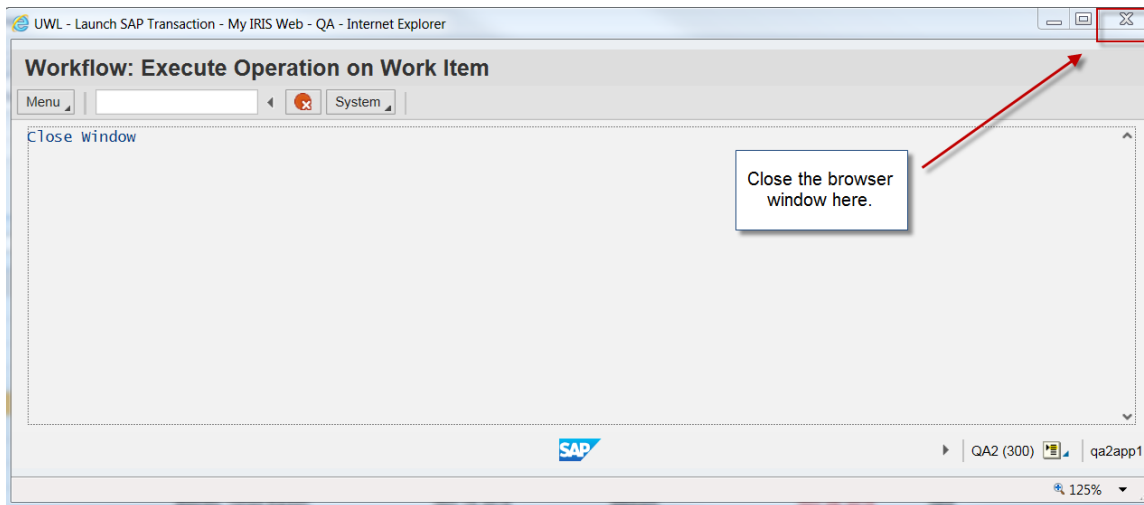 UWL - Launch SAP Transaction - My IRIS Web - QA - Internet Explorer
Workflow: Execute Operation on Work Item
Menu
System
Close Window
Close the browser
window here.
SAP
QA2 (300)
qa2app1
125%